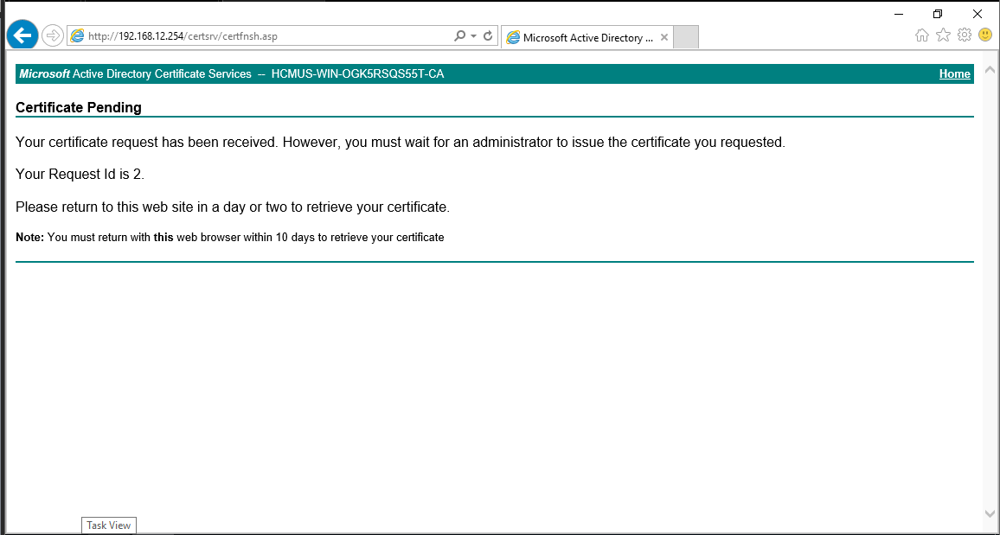 http://192.168.12.254/certsrv/certfnsh.asp
Microsoft Active Directory ...
Microsoft Active Directory Certificate Services -- HCMUS-WIN-OGK5RSQS55T-CA Home
Certificate Pending
Your certificate request has been received. However, you must wait for an administrator to issue the certificate you requested.
Your Request Id is 2.
Please return to this web site in a day or two to retrieve your certificate.
Note: You must return with this web browser within 10 days to retrieve your certificate
Task View